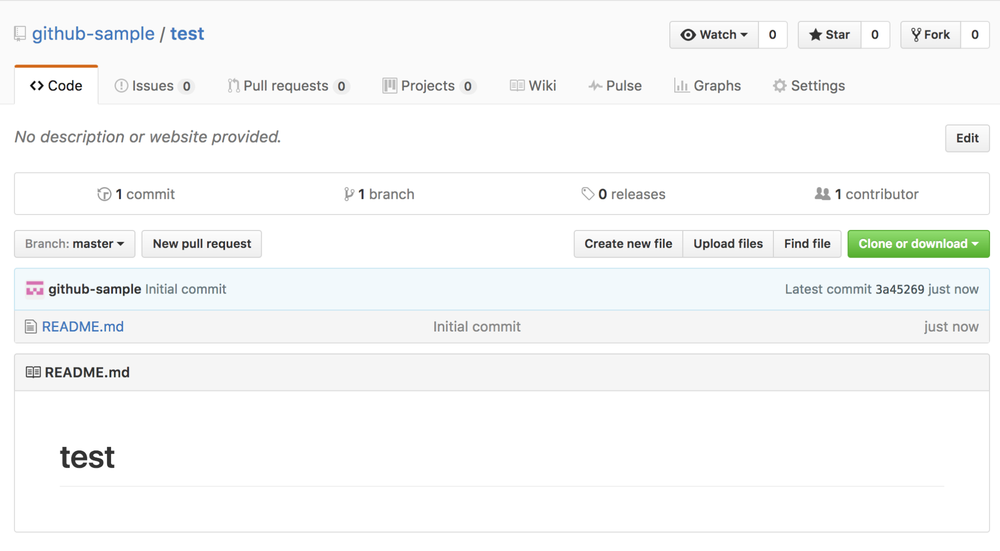 github-sample / test
Watch 0 Star 0 Fork 0
Code Issues 0 Pull requests 0 Projects 0 Wiki Pulse Graphs Settings
No description or website provided. Edit
1 commit 1 branch 0 releases 1 contributor
Branch: master New pull request Create new file Upload files Find file Clone or download
github-sample Initial commit Latest commit 3a45269 just now
README.md Initial commit just now
README.md
test